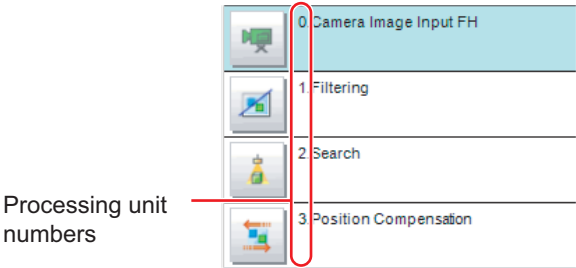 0.Camera Image Input FH
1.Filtering
2.Search
3.Position Compensation
Processing unit
numbers